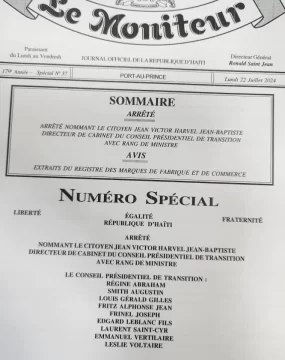 Le Moniteur
Paraissant
du Lundi au Vendredi
JOURNAL OFFICIEL DE LA REPUBLIQUE D'HAÏTI
Directeur Général
Ronald Saint Jean
179e Année - Spécial No 37
PORT-AU-PRINCE
Lundi 22 Juillet 2024
SOMMAIRE
ARRÊTÉ
ARRÊTÉ NOMMANT LE CITOYEN JEAN VICTOR HARVEL JEAN-BAPTISTE
DIRECTEUR DE CABINET DU CONSEIL PRÉSIDENTIEL DE TRANSITION
AVEC RANG DE MINISTRE
AVIS
EXTRAITS DU REGISTRE DES MARQUES DE FABRIQUE ET DE COMMERCE
NUMÉRO SPÉCIAL
LIBERTÉ
ÉGALITÉ
FRATERNITÉ
RÉPUBLIQUE D'HAÏTI
ARRÊTÉ
NOMMANT LE CITOYEN JEAN VICTOR HARVEL JEAN-BAPTISTE
DIRECTEUR DE CABINET DU CONSEIL PRÉSIDENTIEL DE TRANSITION
AVEC RANG DE MINISTRE
LE CONSEIL PRÉSIDENTIEL DE TRANSITION :
RÉGINE ABRAHAM
SMITH AUGUSTIN
LOUIS GÉRALD GILLES
FRITZ ALPHONSE JEAN
FRINEL JOSEPH
EDGARD LEBLANC FILS
LAURENT SAINT-CYR
EMMANUEL VERTILAIRE
LESLIE VOLTAIRE